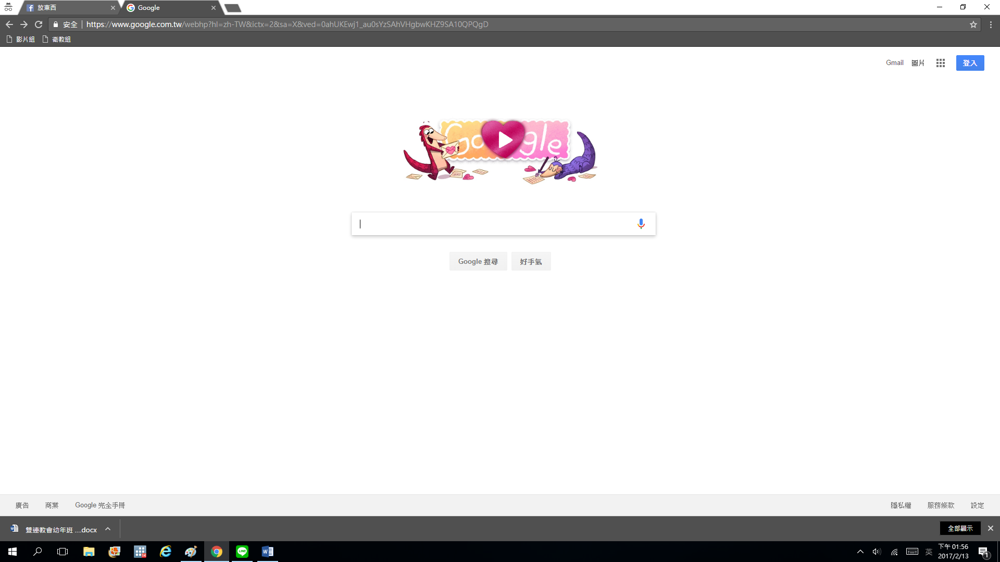 放東西
Google
安全 https://www.google.com.tw/webhp?hl=zh-TW&ictx=2&sa=X&ved=0ahUKEwj1_au0sYzSAhVHgbwKHZ9SA10QPQgD
影片組 衛教組
Gmail 圖片 登入
Google
Google 搜尋 好手氣
廣告 商業 Google 完全手冊 隱私權 服務條款 設定
雙連教會幼年班 ....docx 全部顯示
14
LINE
英
下午 01:56
2017/2/13
1